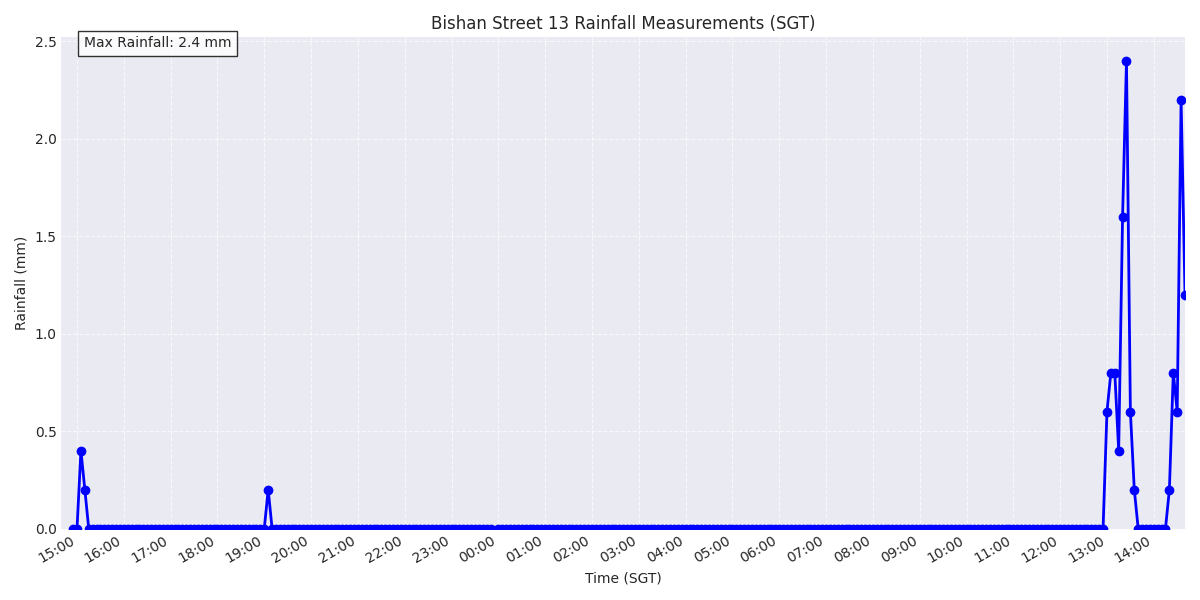 Bishan Street 13 Rainfall Measurements (SGT)
Max Rainfall: 2.4 mm
2.5
2.0
1.5
1.0
0.5
0.0
Rainfall (mm)
15:00 16:00 17:00 18:00 19:00 20:00 21:00 22:00 23:00 00:00 01:00 02:00 03:00 04:00 05:00 06:00 07:00 08:00 09:00 10:00 11:00 12:00 13:00 14:00
Time (SGT)